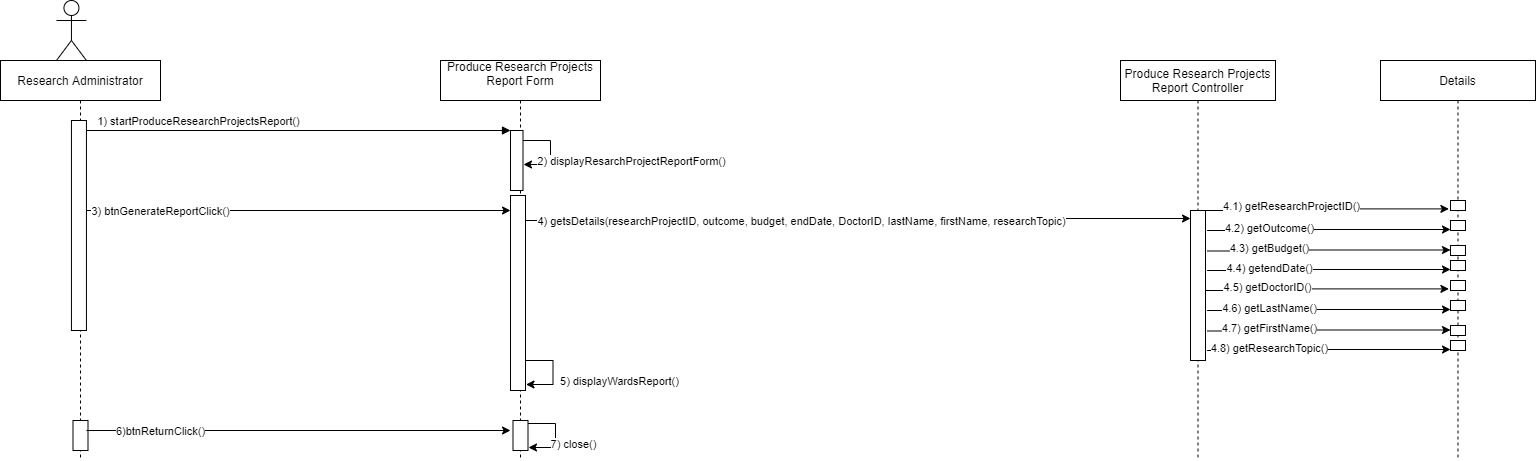 Research Administrator
Produce Research Projects
Report Form
Produce Research Projects
Report Controller
Details
1) startProduceResearchProjectsReport()
2) displayResarchProjectReportForm()
3) btnGenerateReportClick()
4) getsDetails(researchProjectID, outcome, budget, endDate, DoctorID, lastName, firstName, researchTopic)
4.1) getResearchProjectID()
4.2) getOutcome()
4.3) getBudget()
4.4) getendDate()
4.5) getDoctorID()
4.6) getLastName()
4.7) getFirstName()
4.8) getResearchTopic()
5) displayWardsReport()
6)btnReturnClick()
7) close()